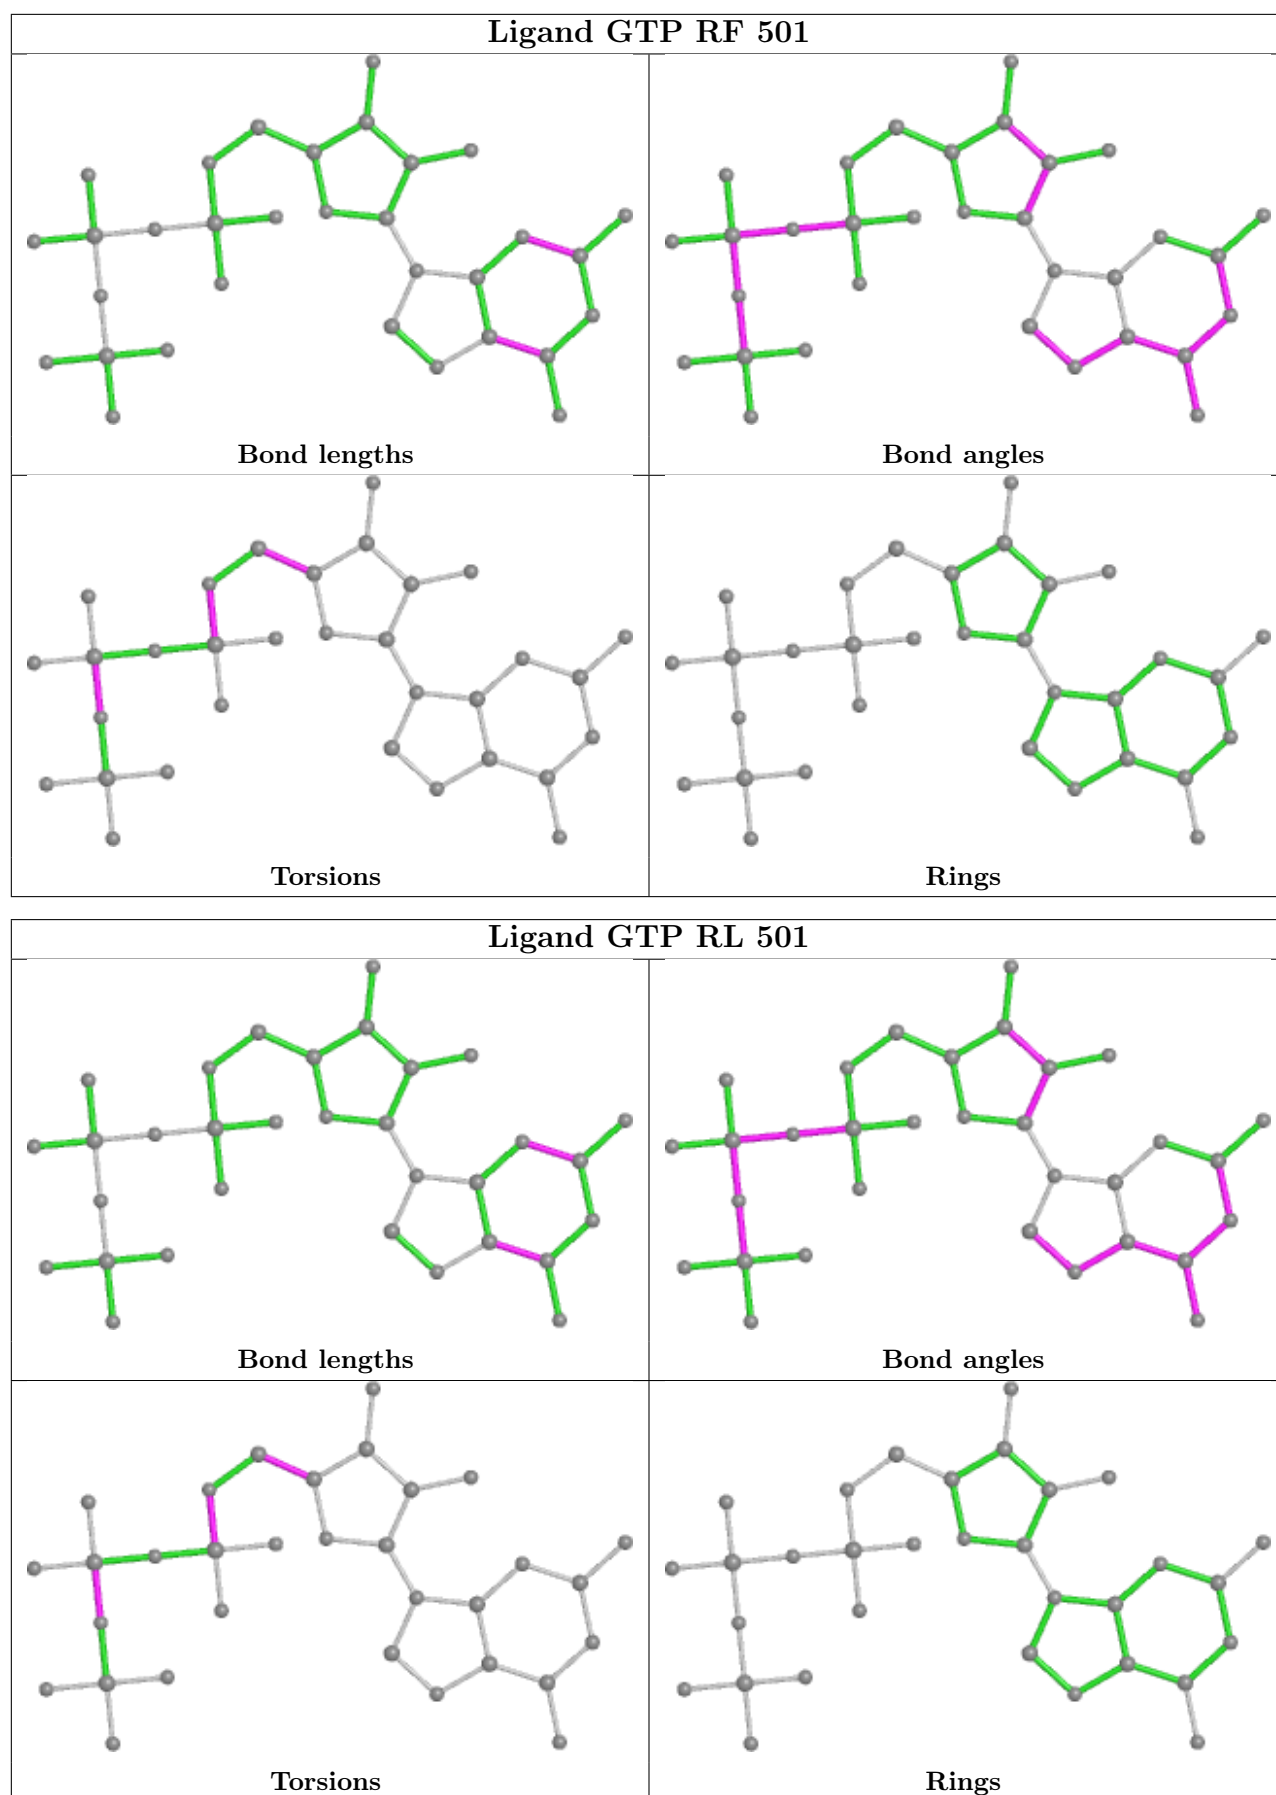 Ligand GTP RF 501
Bond lengths
Bond angles
Torsions
Rings
Ligand GTP RL 501
Bond lengths
Bond angles
Torsions
Rings